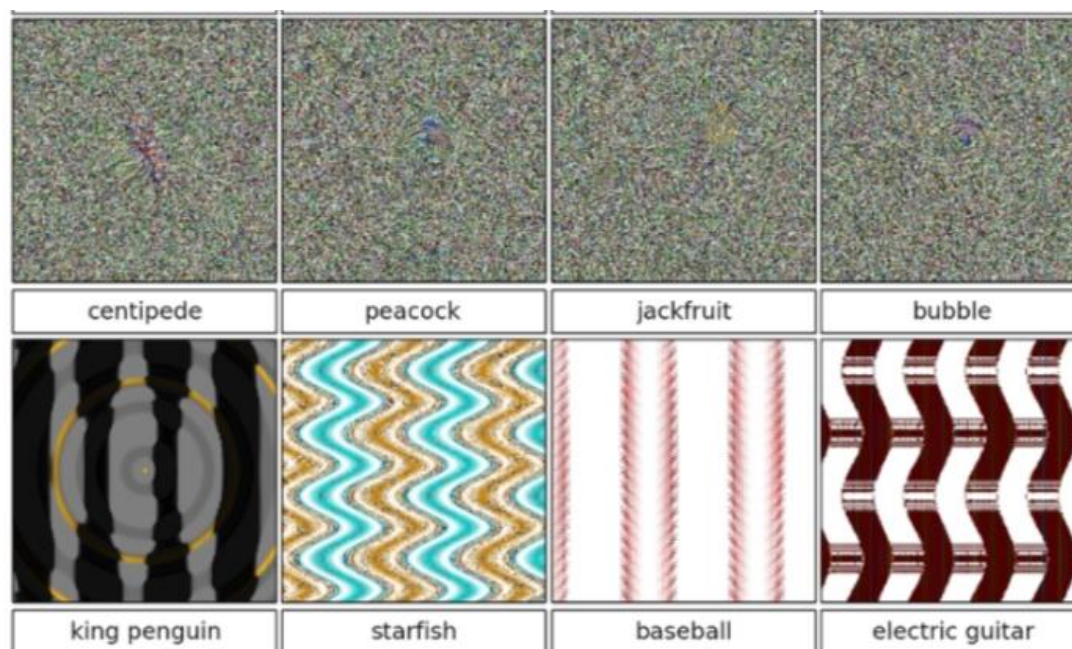 centipede
peacock
jackfruit
bubble
king penguin
starfish
baseball
electric guitar